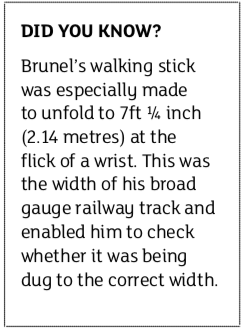 DID YOU KNOW?
Brunel's walking stick
was especially made
to unfold to 7ft ¼ inch
(2.14 metres) at the
flick of a wrist. This was
the width of his broad
gauge railway track and
enabled him to check
whether it was being
dug to the correct width.